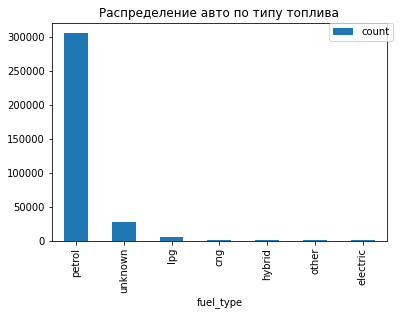 Распределение авто по типу топлива
count
300000
250000
200000
150000
100000
50000
0
petrol
unknown
lpg
cng
hybrid
other
electric
fuel_type